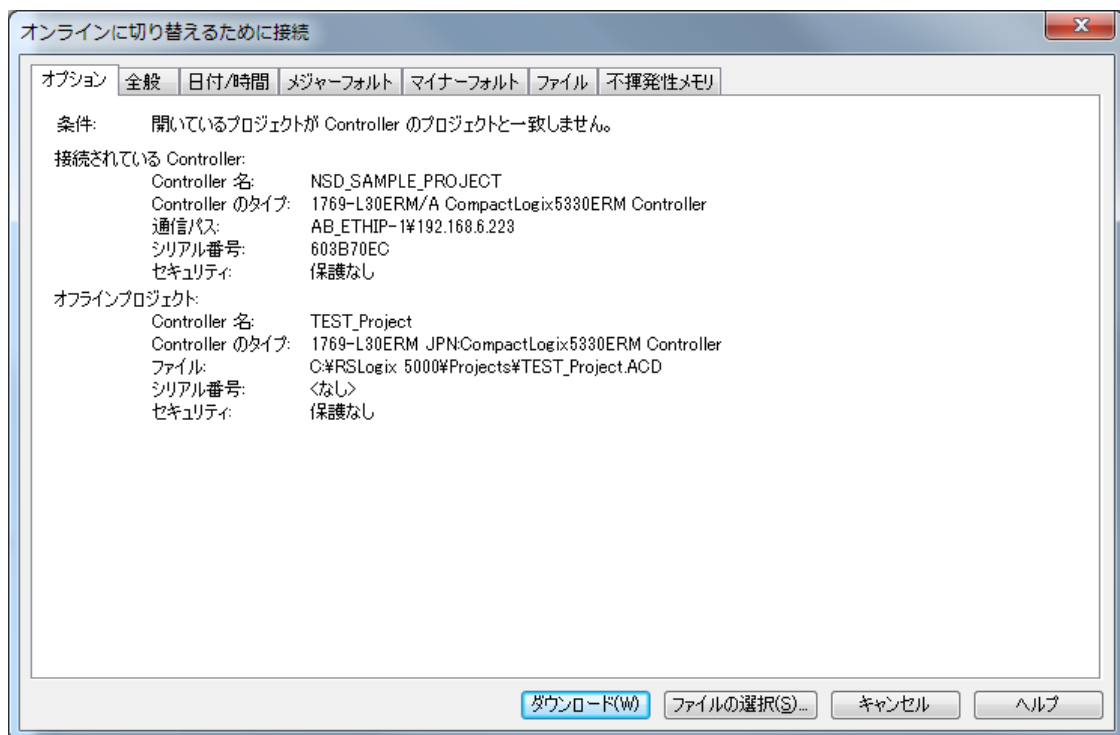 オンラインに切り替えるために接続
オプション 全般 日付/時間 メジャーフォルト マイナーフォルト ファイル 不揮発性メモリ
条件: 開いているプロジェクトが Controller のプロジェクトと一致しません。
接続されている Controller:
Controller 名: NSD_SAMPLE_PROJECT
Controller のタイプ: 1769-L30ERM/A CompactLogix5330ERM Controller
通信パス: AB_ETHIP-1¥192.168.6.223
シリアル番号: 603B70EC
セキュリティ: 保護なし
オフラインプロジェクト:
Controller 名: TEST_Project
Controller のタイプ: 1769-L30ERM JPN:CompactLogix5330ERM Controller
ファイル: C:¥RSLogix 5000¥Projects¥TEST_Project.ACD
シリアル番号: <なし>
セキュリティ: 保護なし
ダウンロード(W) ファイルの選択(S)... キャンセル ヘルプ